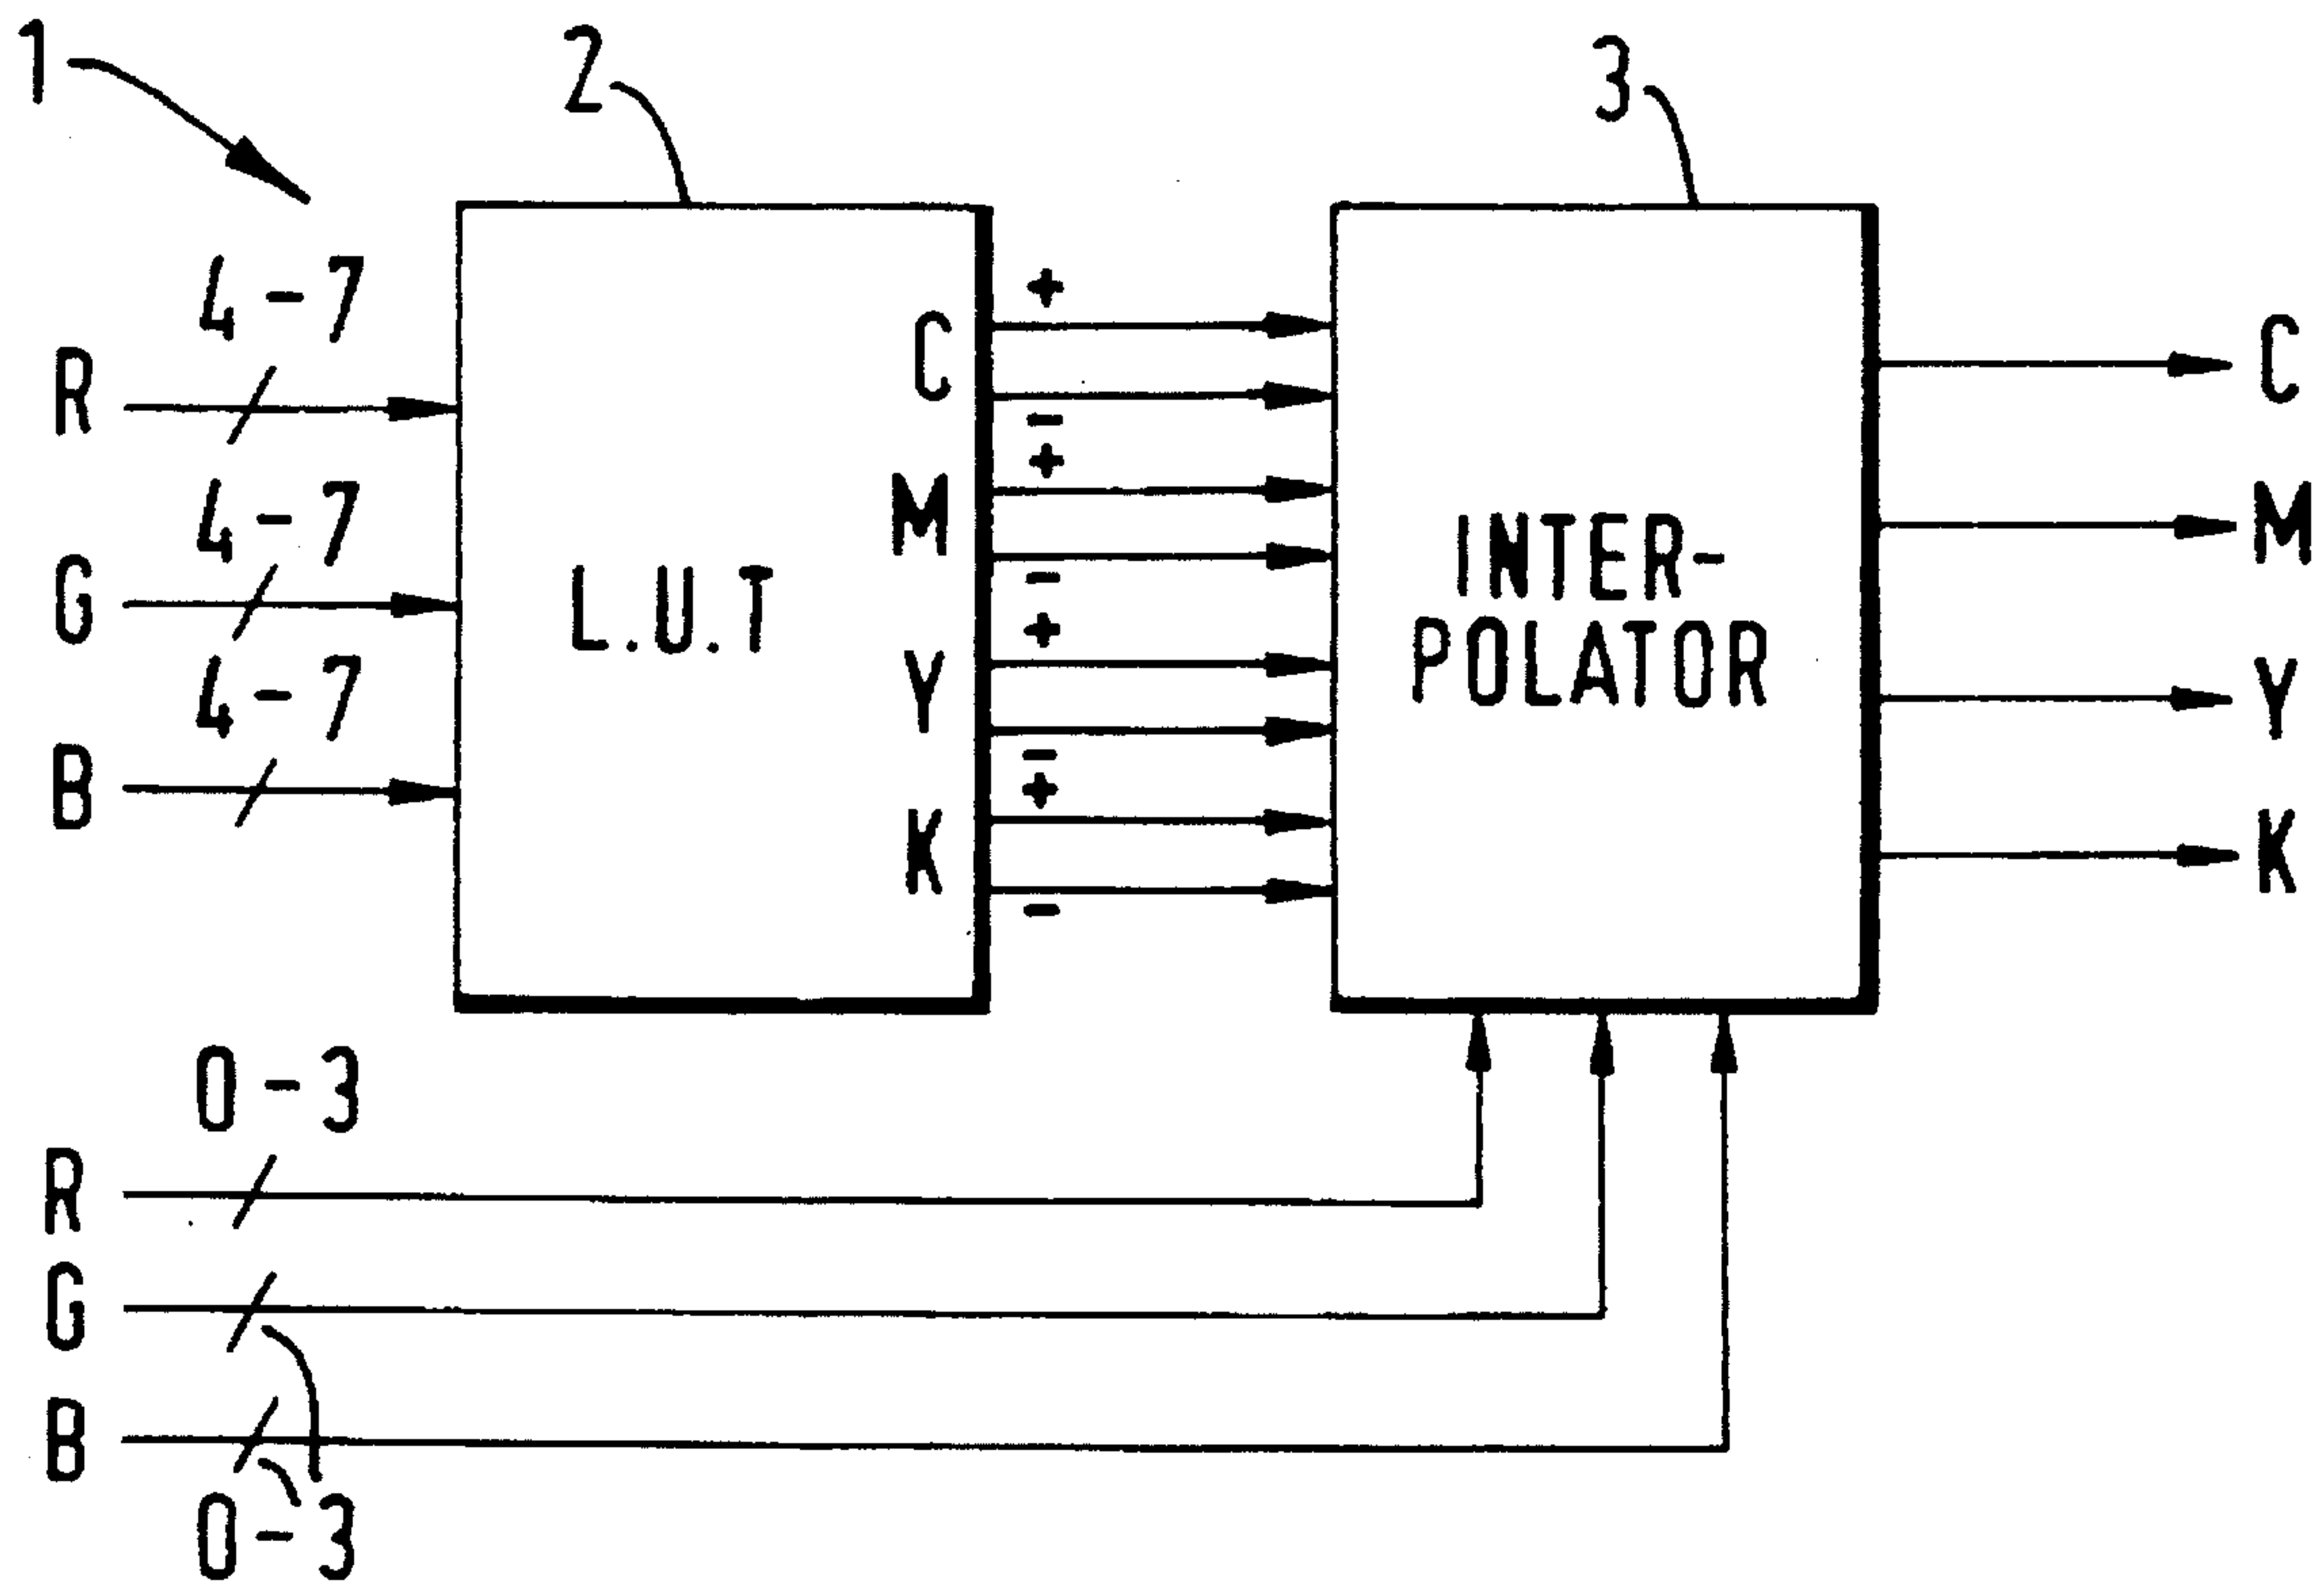 1
2
3
4-7
R
4-7
G
4-7
B
L.U.T
C
+
-
M
+
-
Y
+
-
K
+
-
INTER-
POLATOR
C
M
Y
K
0-3
R
G
B
0-3